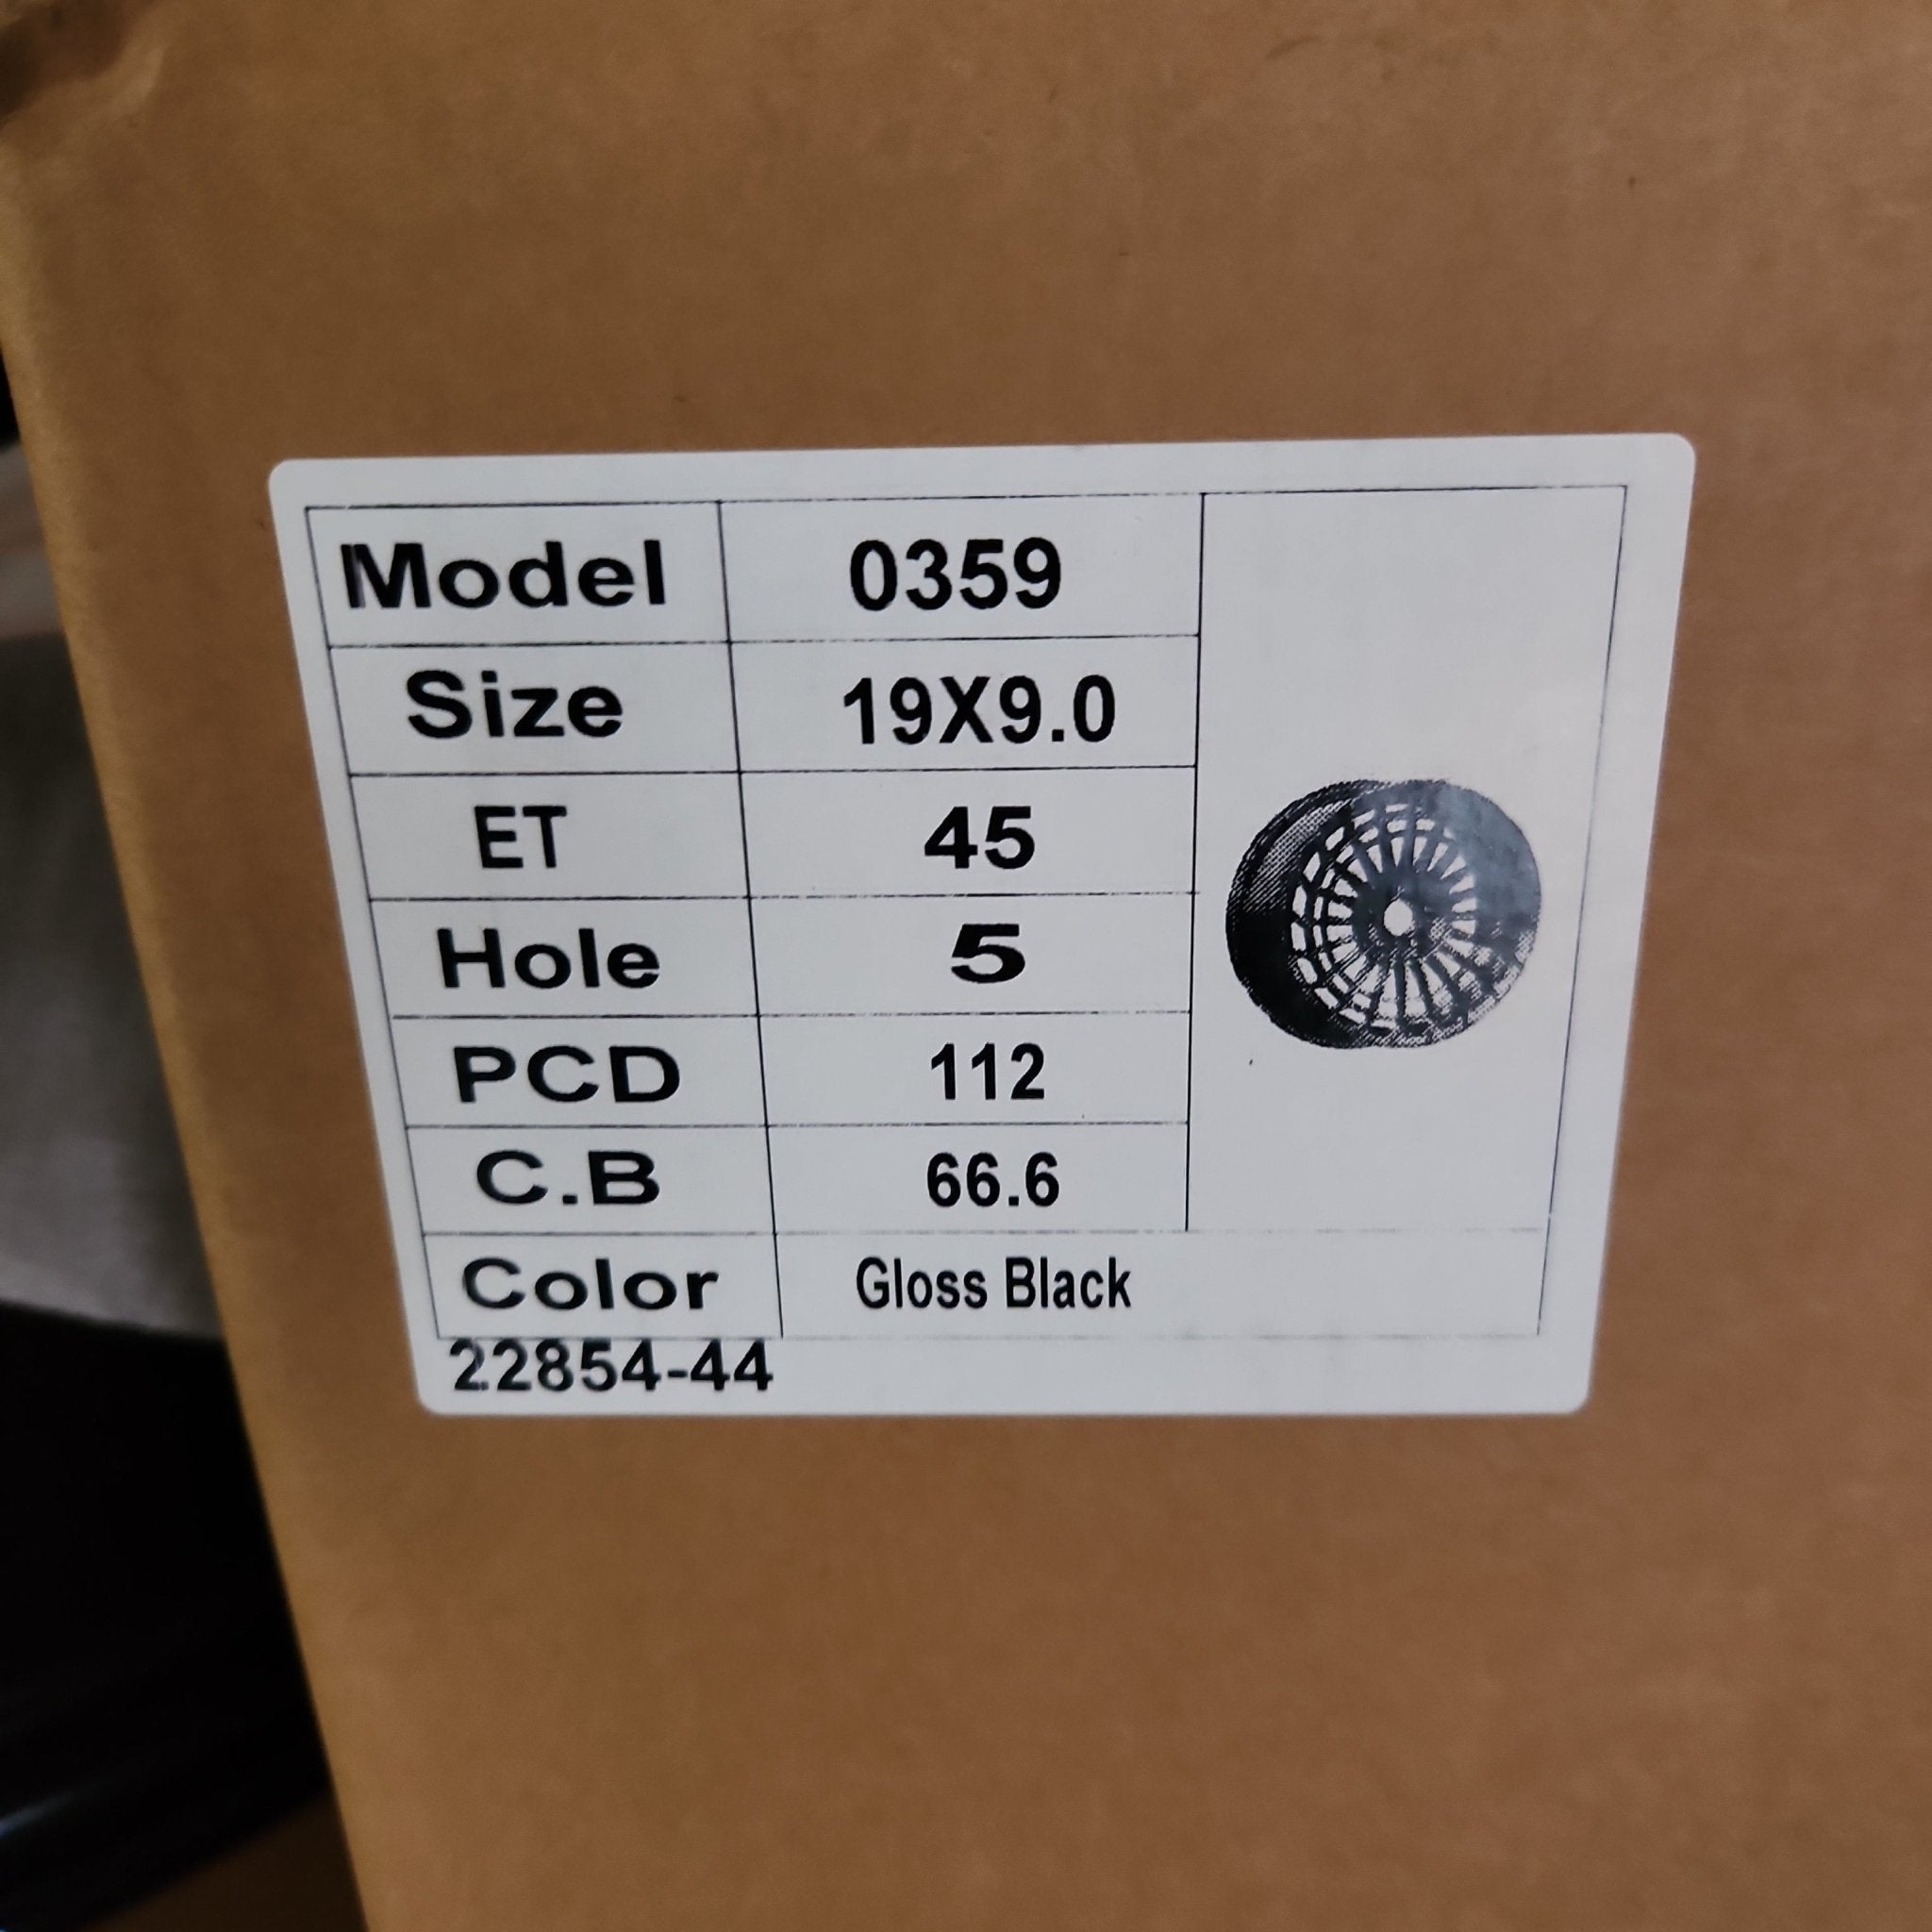 Model 0359
Size 19X9.0
ET 45
Hole 5
PCD 112
C.B 66.6
Color Gloss Black
22854-44